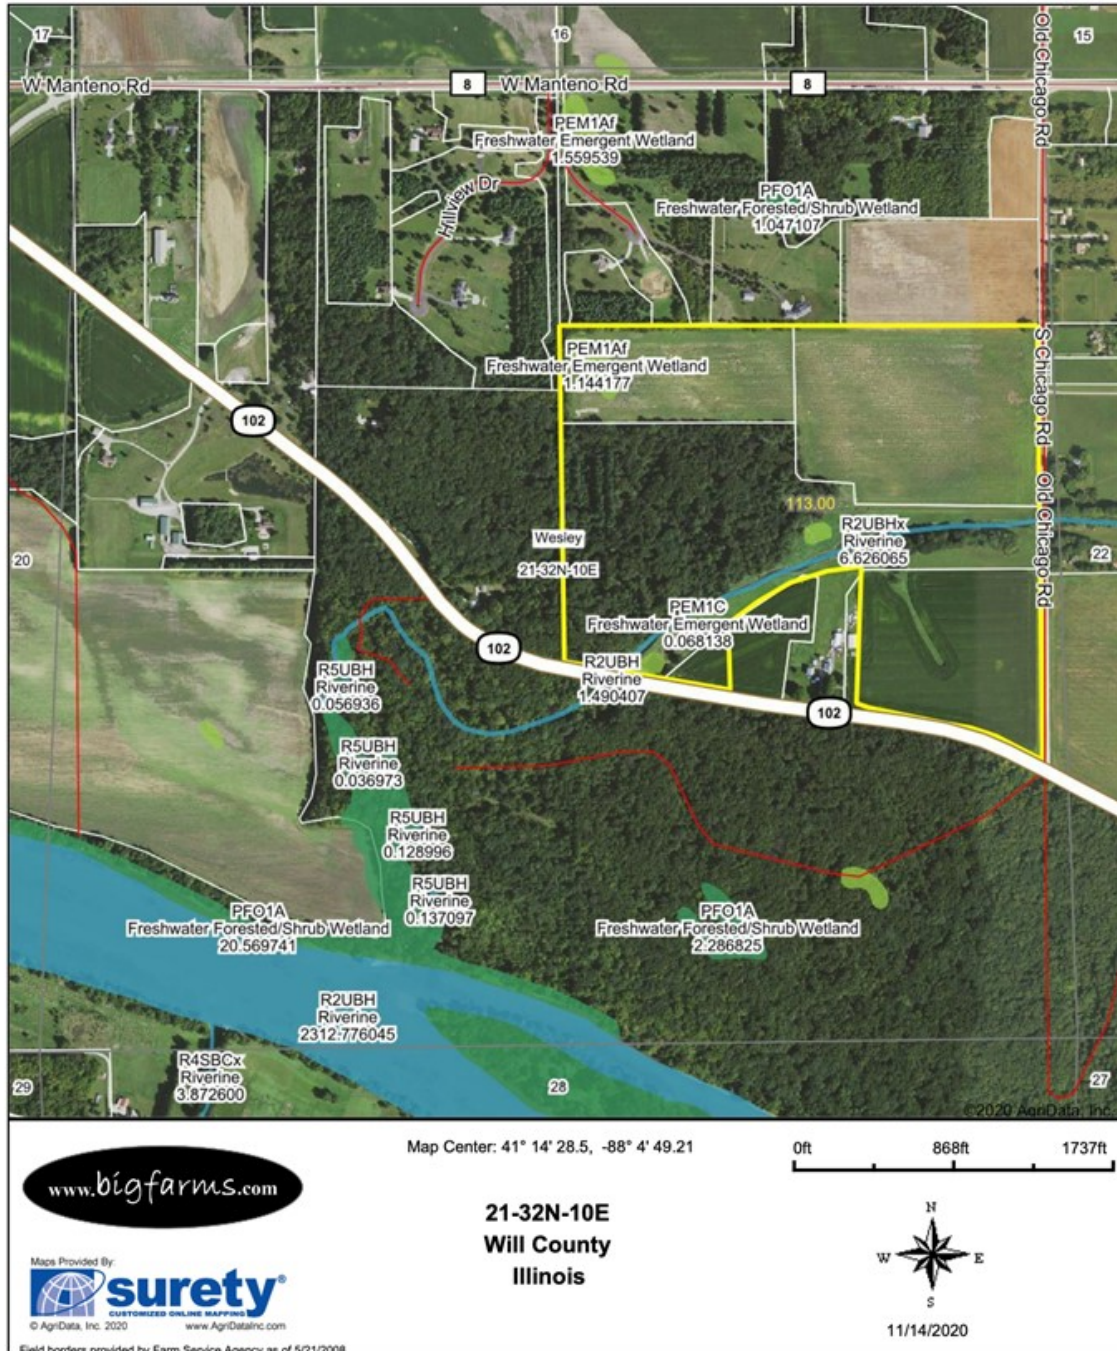 17
16
15
W Manteno Rd
8
W Manteno Rd
8
Old Chicago Rd
PEM1Af
Freshwater Emergent Wetland
1.559539
Hillview Dr
PFO1A
Freshwater Forested/Shrub Wetland
1.047107
S Chicago Rd
PEM1Af
Freshwater Emergent Wetland
1.144177
102
Old Chicago Rd
113.00
R2UBHx
Riverine
6.626065
Wesley
21-32N-10E
20
22
PEM1C
Freshwater Emergent Wetland
0.068138
102
R2UBH
Riverine
1.490407
R5UBH
Riverine
0.056936
102
R5UBH
Riverine
0.036973
R5UBH
Riverine
0.128996
R5UBH
Riverine
0.137097
PFO1A
Freshwater Forested/Shrub Wetland
20.569741
PFO1A
Freshwater Forested/Shrub Wetland
2.286825
R2UBH
Riverine
2312.776045
R4SBCx
Riverine
3.872600
29
28
27
©2020 AgriData, Inc.
Map Center: 41° 14' 28.5, -88° 4' 49.21
0ft 868ft 1737ft
www.bigfarms.com
21-32N-10E
Will County
Illinois
N
W E
S
11/14/2020
Maps Provided By:
surety®
CUSTOMIZED ONLINE MAPPING
© AgriData, Inc. 2020 www.AgriDataInc.com
Field borders provided by Farm Service Agency as of 5/21/2008.